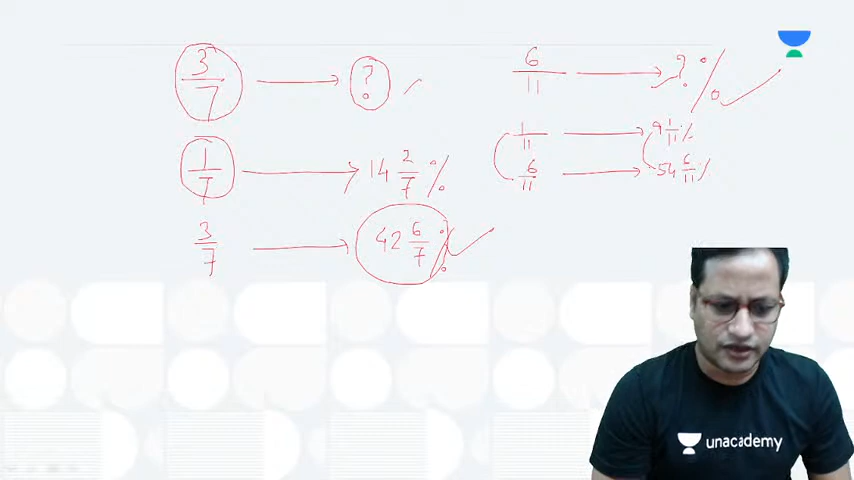 3/7 → ?
1/7 → 14 2/7 %
3/7 → 42 6/7 %
6/11 → ? %
1/11 → 9 1/11 %
6/11 → 54 6/11 %
unacademy